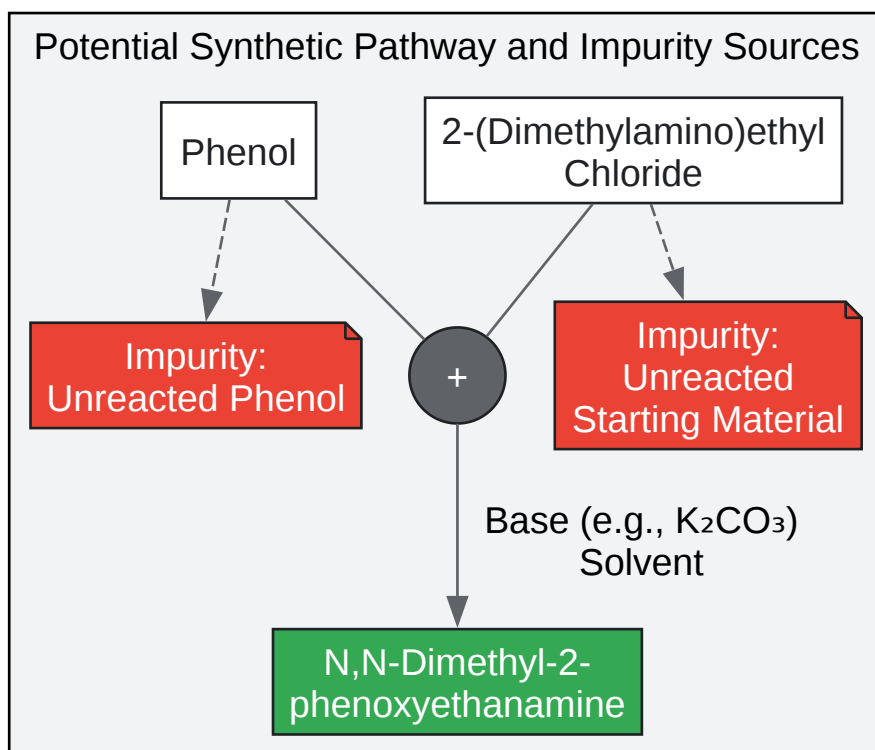 Potential Synthetic Pathway and Impurity Sources
Phenol
2-(Dimethylamino)ethyl
Chloride
Impurity:
Unreacted Phenol
+
Impurity:
Unreacted
Starting Material
Base (e.g., K₂CO₃)
Solvent
N,N-Dimethyl-2-
phenoxyethanamine